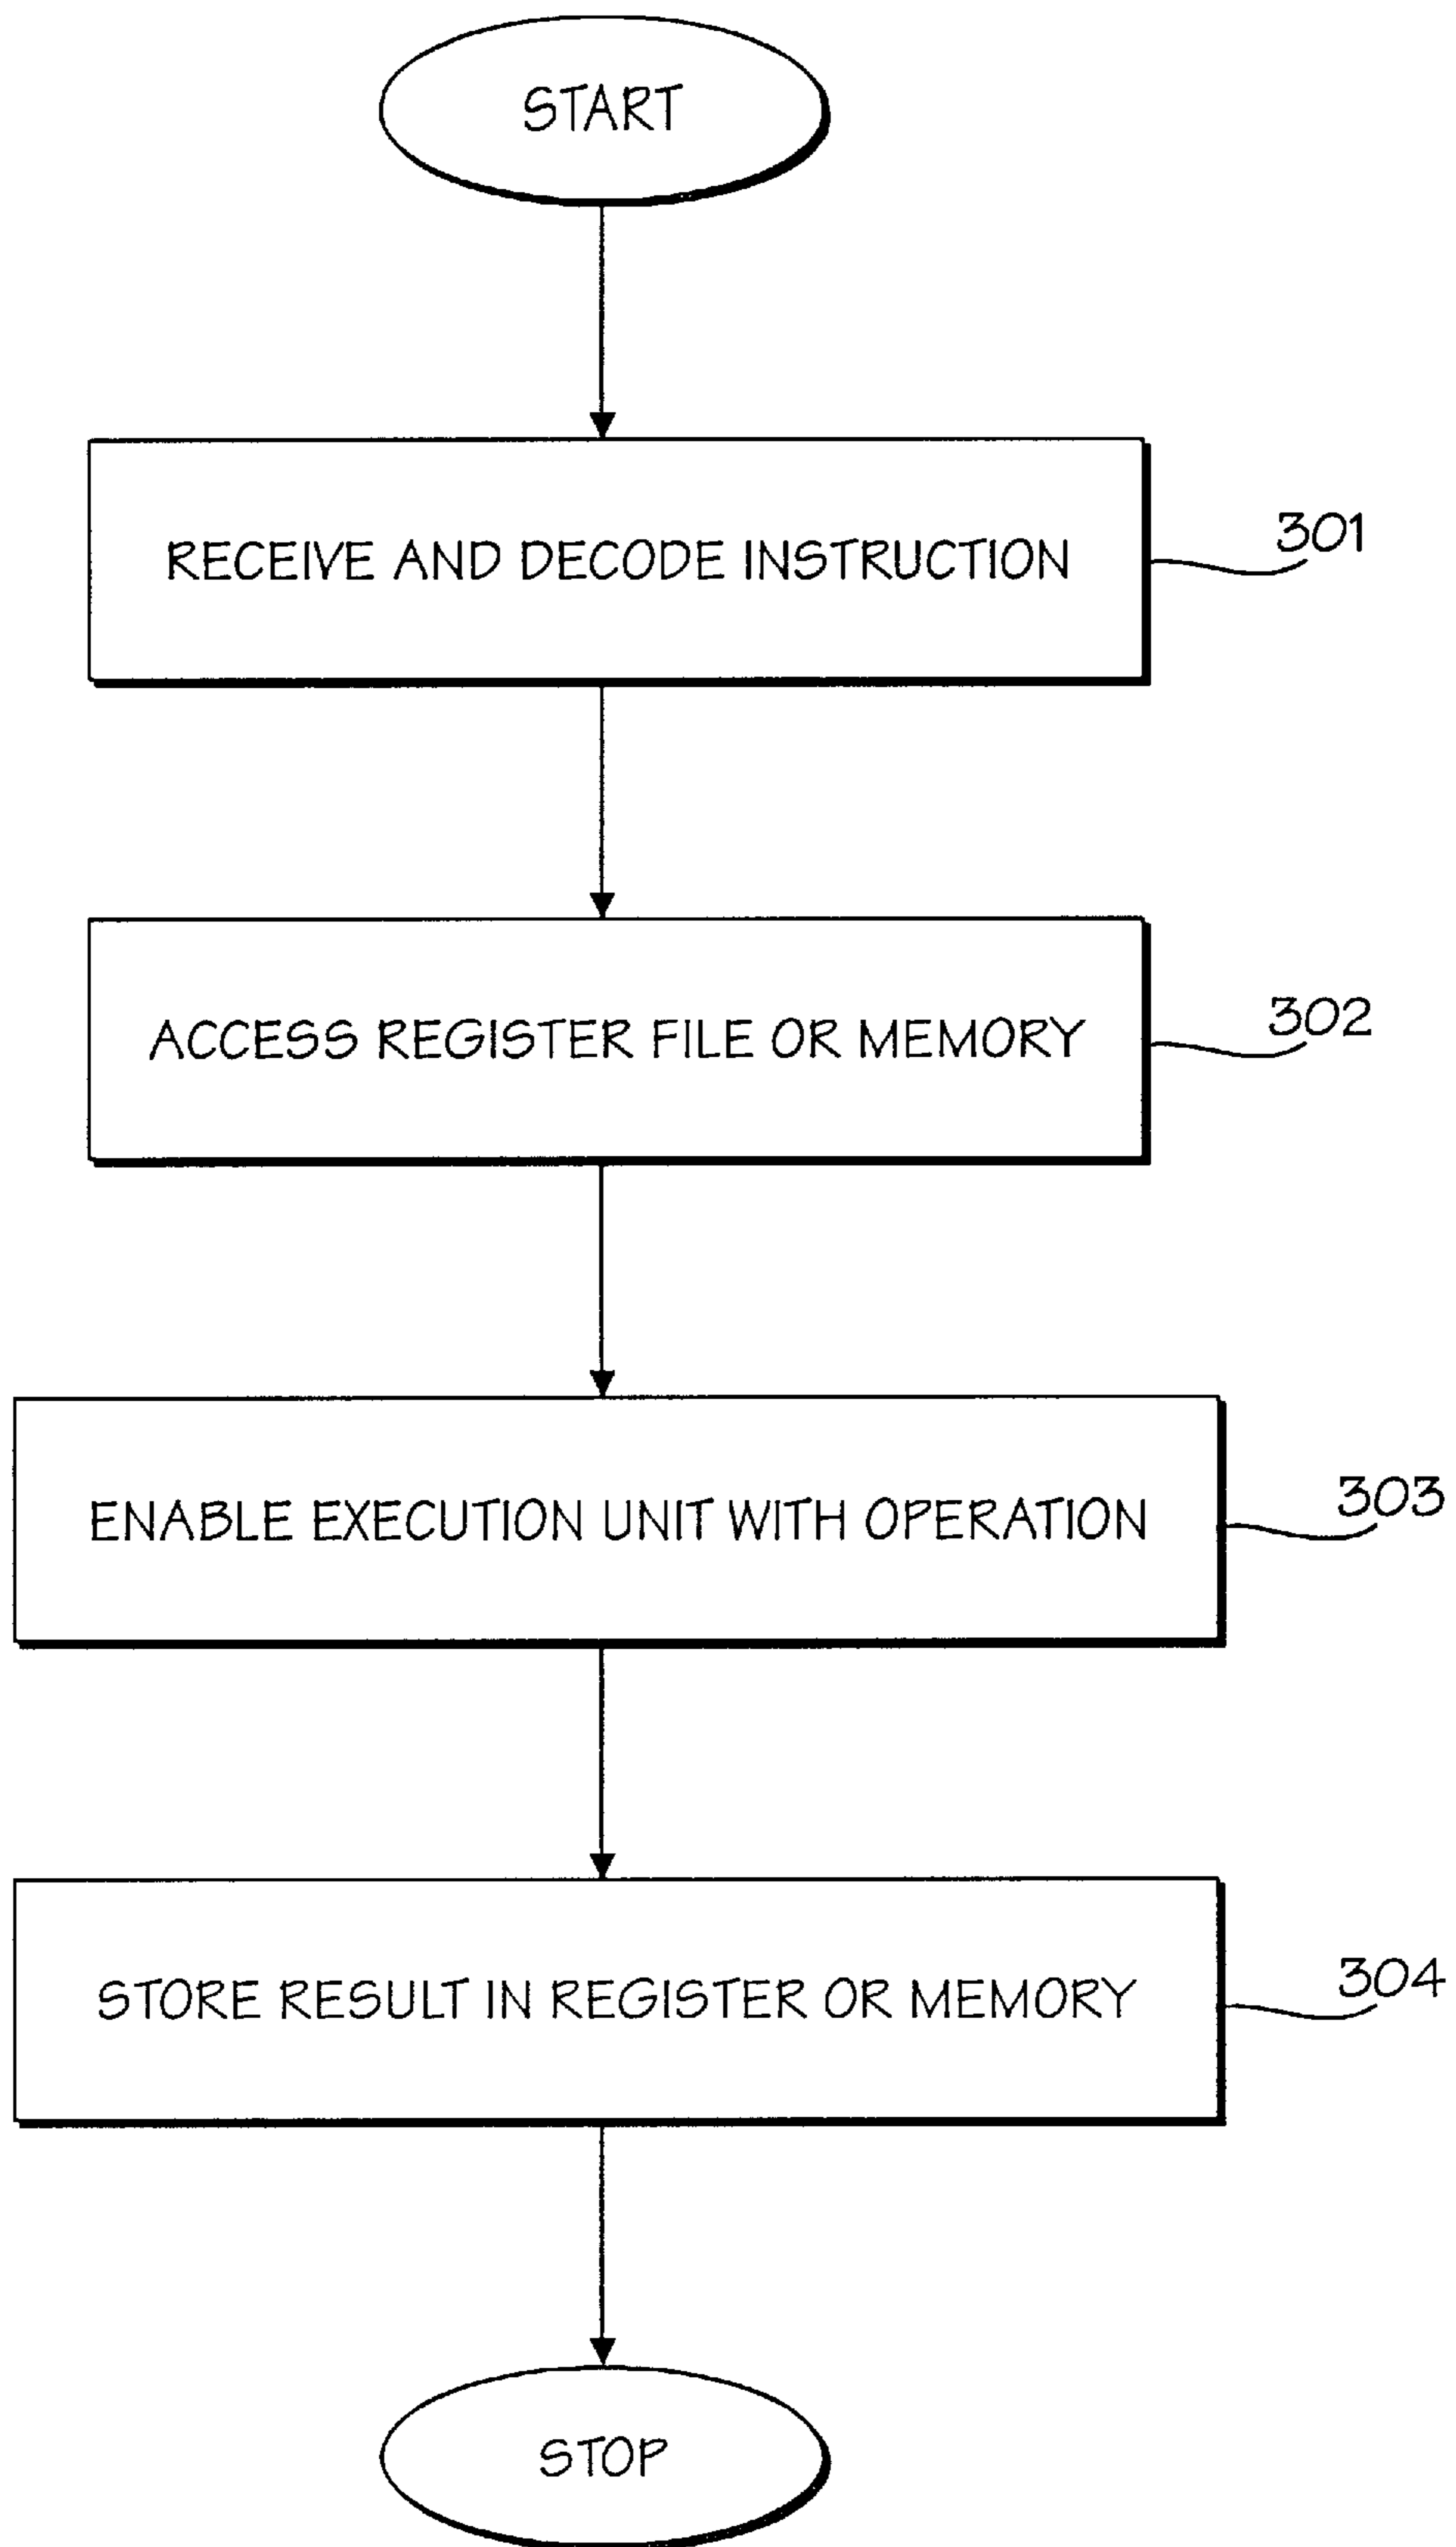 START
RECEIVE AND DECODE INSTRUCTION
301
ACCESS REGISTER FILE OR MEMORY
302
ENABLE EXECUTION UNIT WITH OPERATION
303
STORE RESULT IN REGISTER OR MEMORY
304
STOP